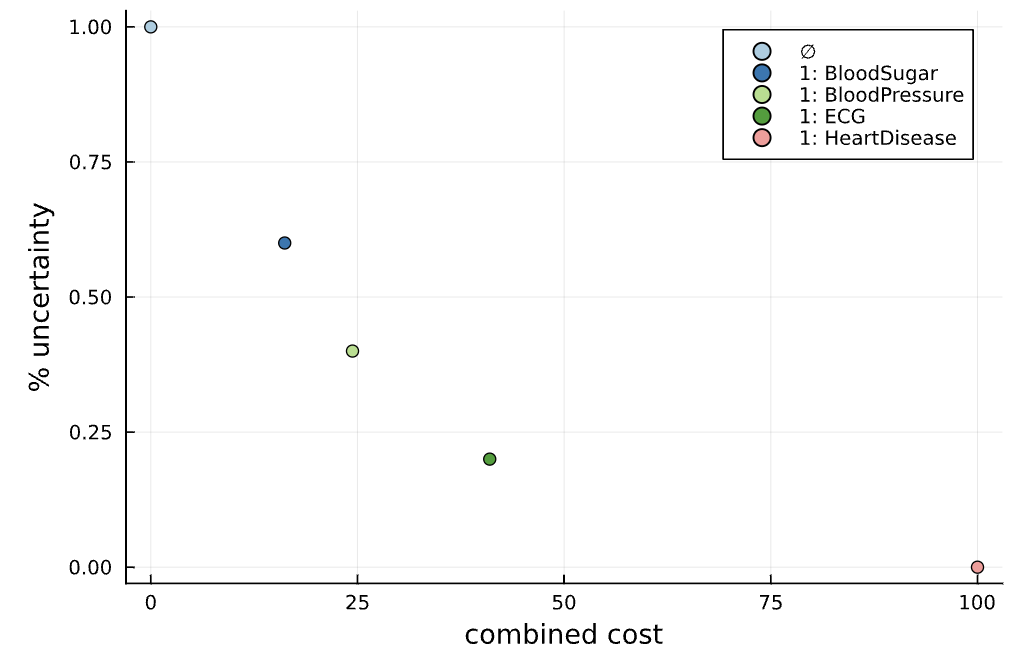 1.00
0.75
0.50
0.25
0.00
% uncertainty
∅
1: BloodSugar
1: BloodPressure
1: ECG
1: HeartDisease
0 25 50 75 100
combined cost